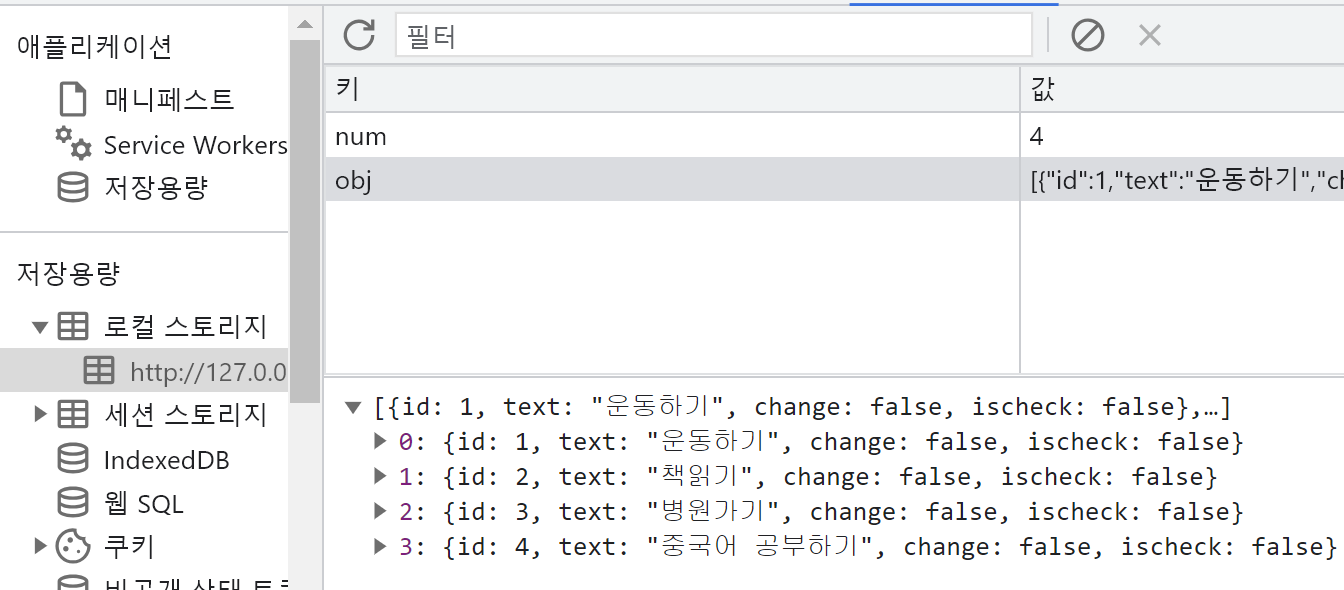 애플리케이션
매니페스트
Service Workers
저장용량
저장용량
로컬 스토리지
http://127.0.0
세션 스토리지
IndexedDB
웹 SQL
쿠키
필터
키 값
num 4
obj [{"id":1,"text":"운동하기","ch
[{id: 1, text: "운동하기", change: false, ischeck: false},…]
0: {id: 1, text: "운동하기", change: false, ischeck: false}
1: {id: 2, text: "책읽기", change: false, ischeck: false}
2: {id: 3, text: "병원가기", change: false, ischeck: false}
3: {id: 4, text: "중국어 공부하기", change: false, ischeck: false}